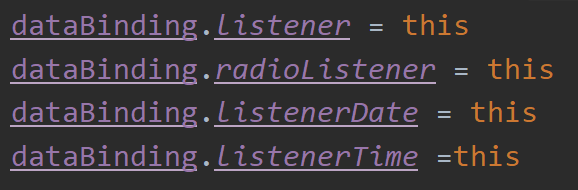 dataBinding.listener = this
dataBinding.radioListener = this
dataBinding.listenerDate = this
dataBinding.listenerTime =this